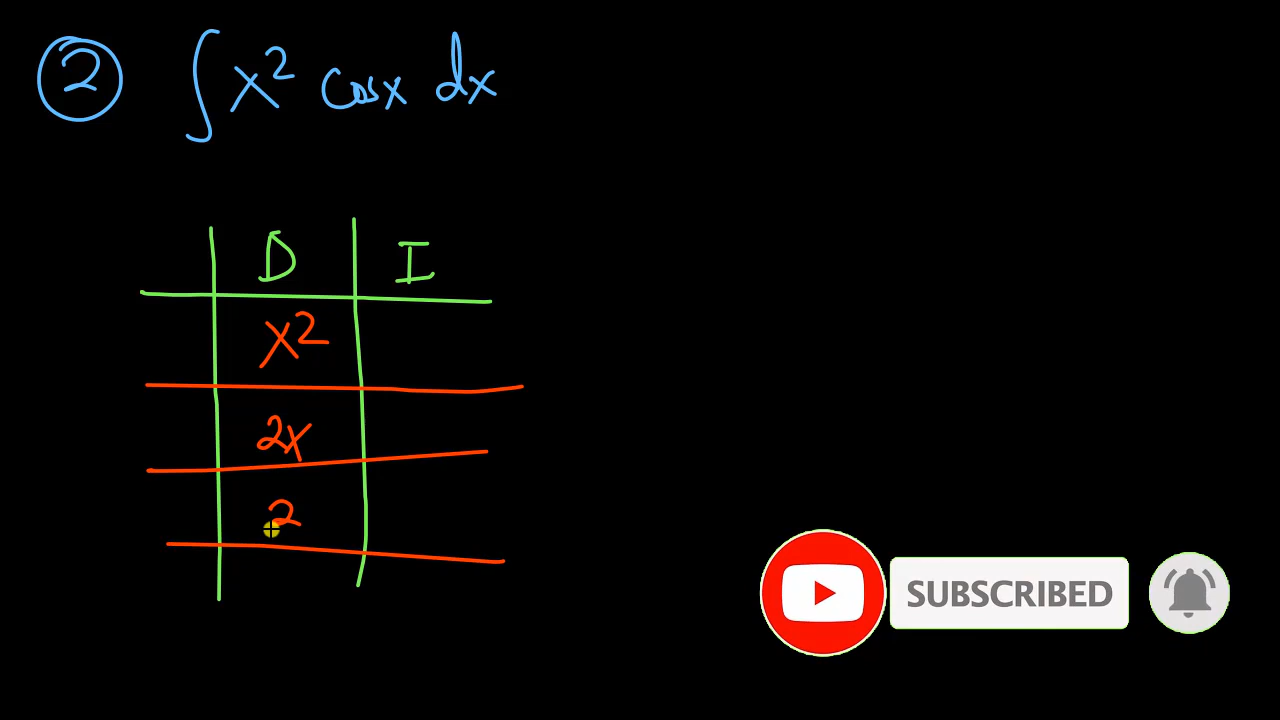 ② ∫ x² cosx dx
D I
x²
2x
2
SUBSCRIBED